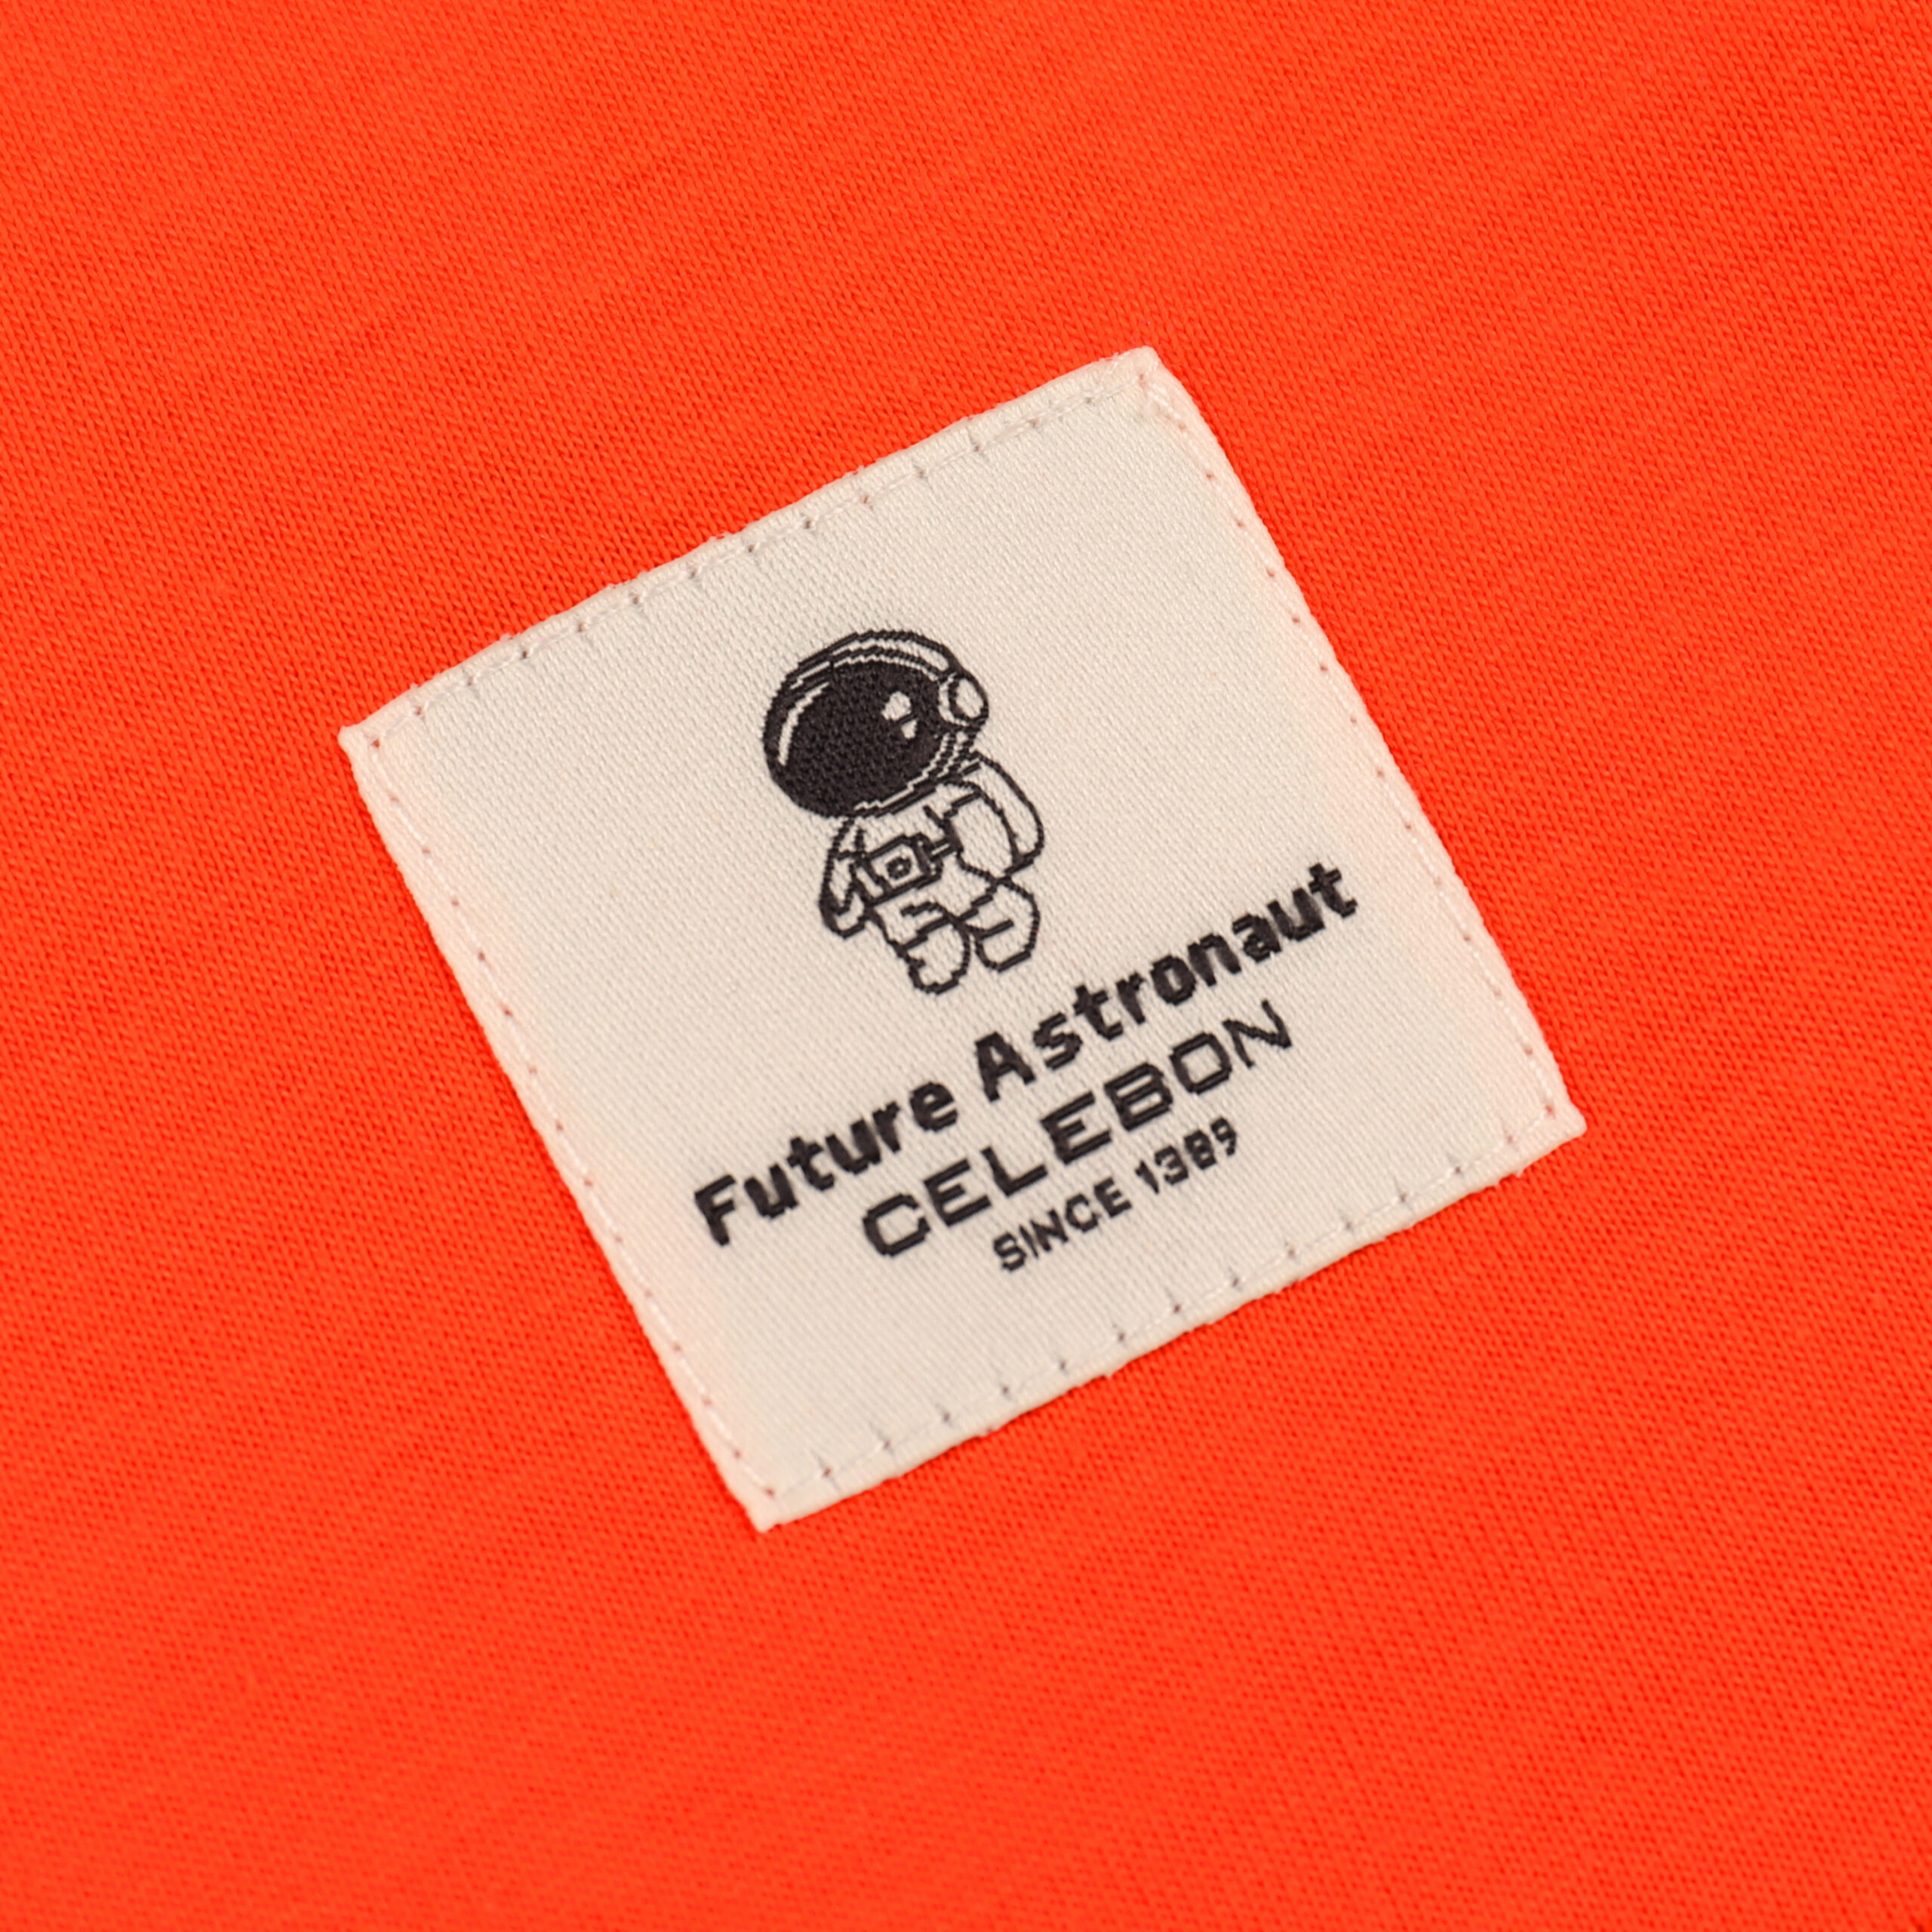 Future Astronaut
CELEBON
SINCE 1389